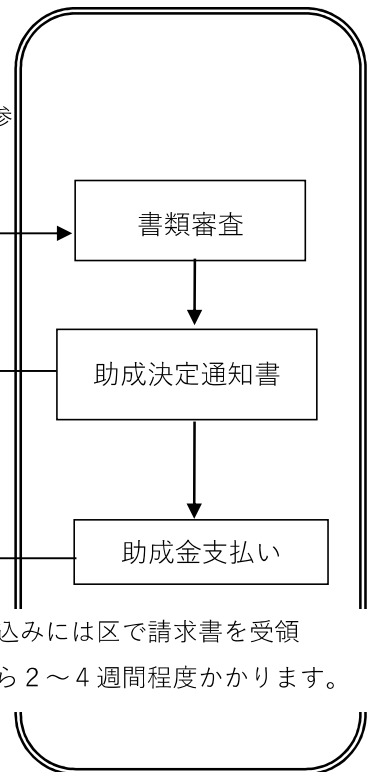 参
書類審査
助成決定通知書
助成金支払い
込みには区で請求書を受領
ら２～４週間程度かかります。